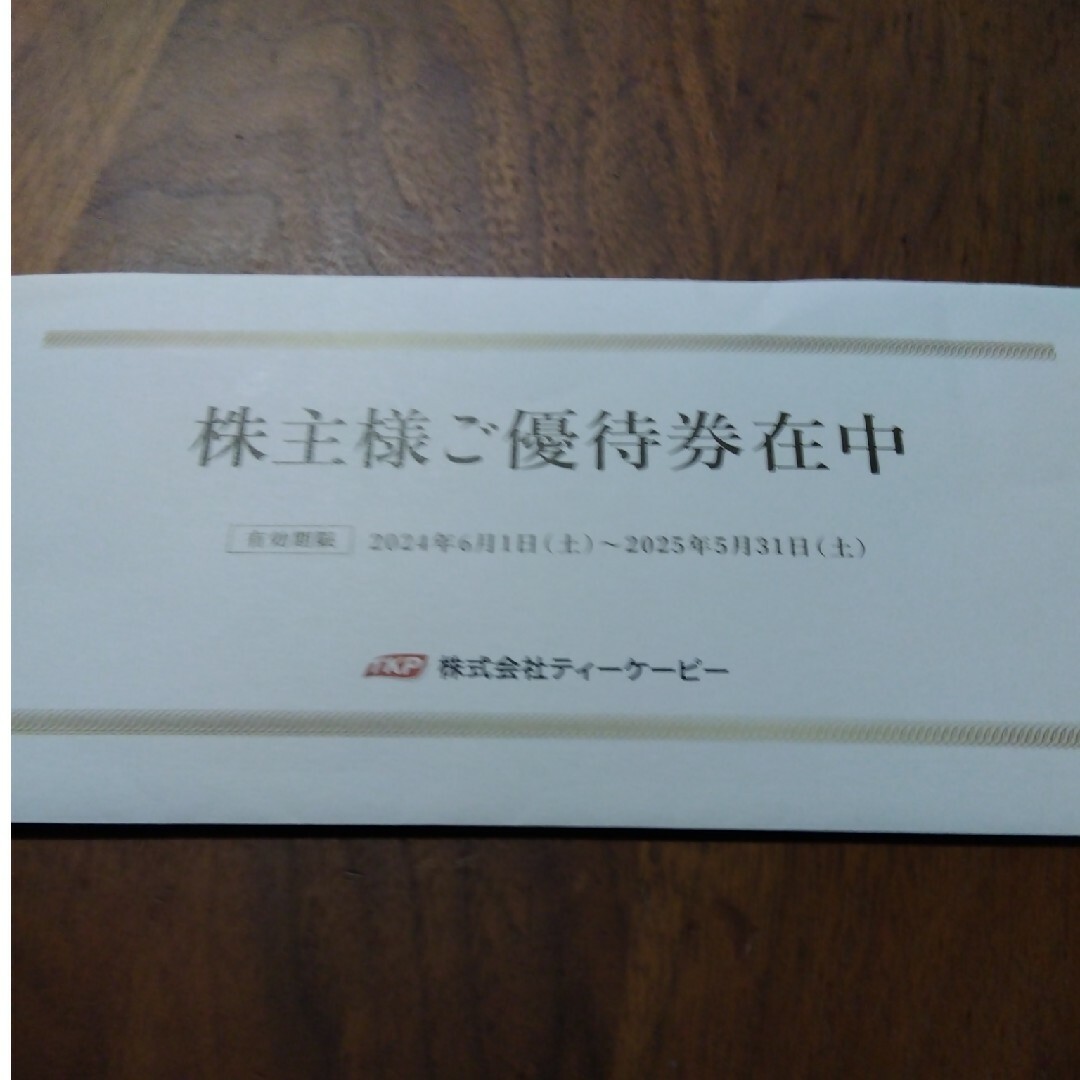 株主様ご優待券在中
有効期限 2024年6月1日(土)～2025年5月31日(土)
TKP 株式会社ティーケーピー